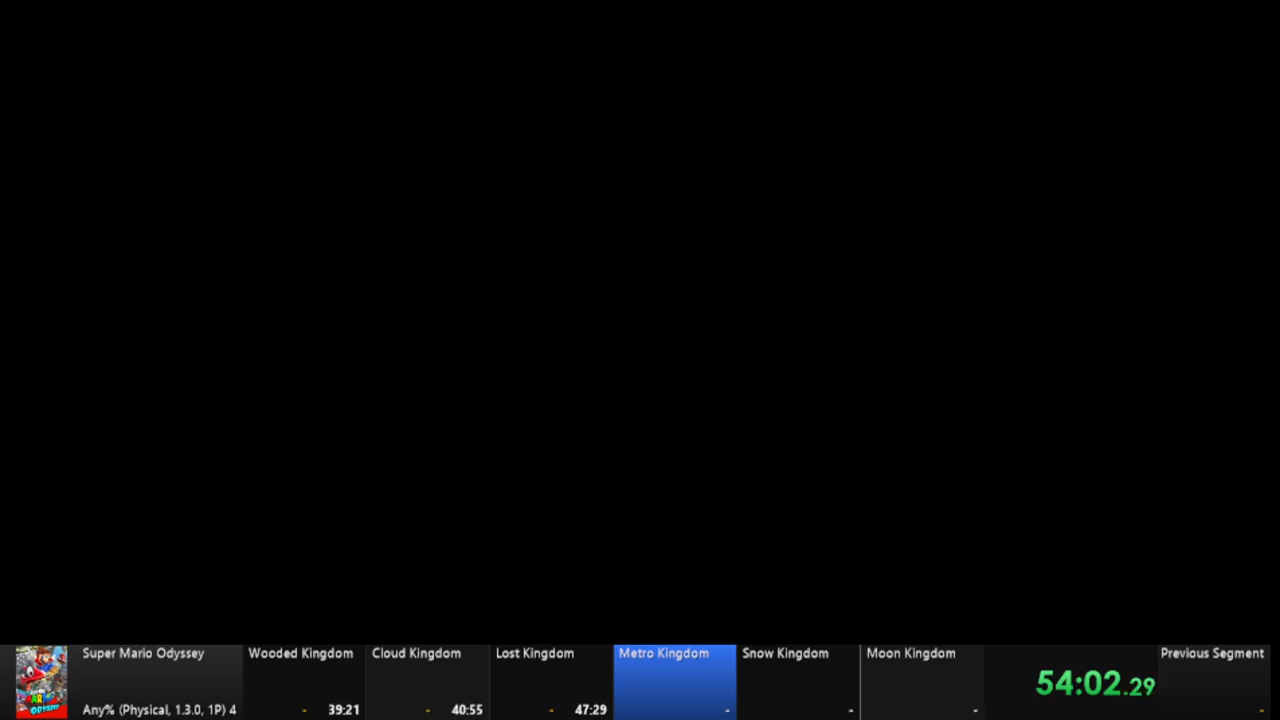 Super Mario Odyssey
Any% (Physical, 1.3.0, 1P) 4
Wooded Kingdom
- 39:21
Cloud Kingdom
- 40:55
Lost Kingdom
- 47:29
Metro Kingdom
-
Snow Kingdom
-
Moon Kingdom
-
54:02.29
Previous Segment
-